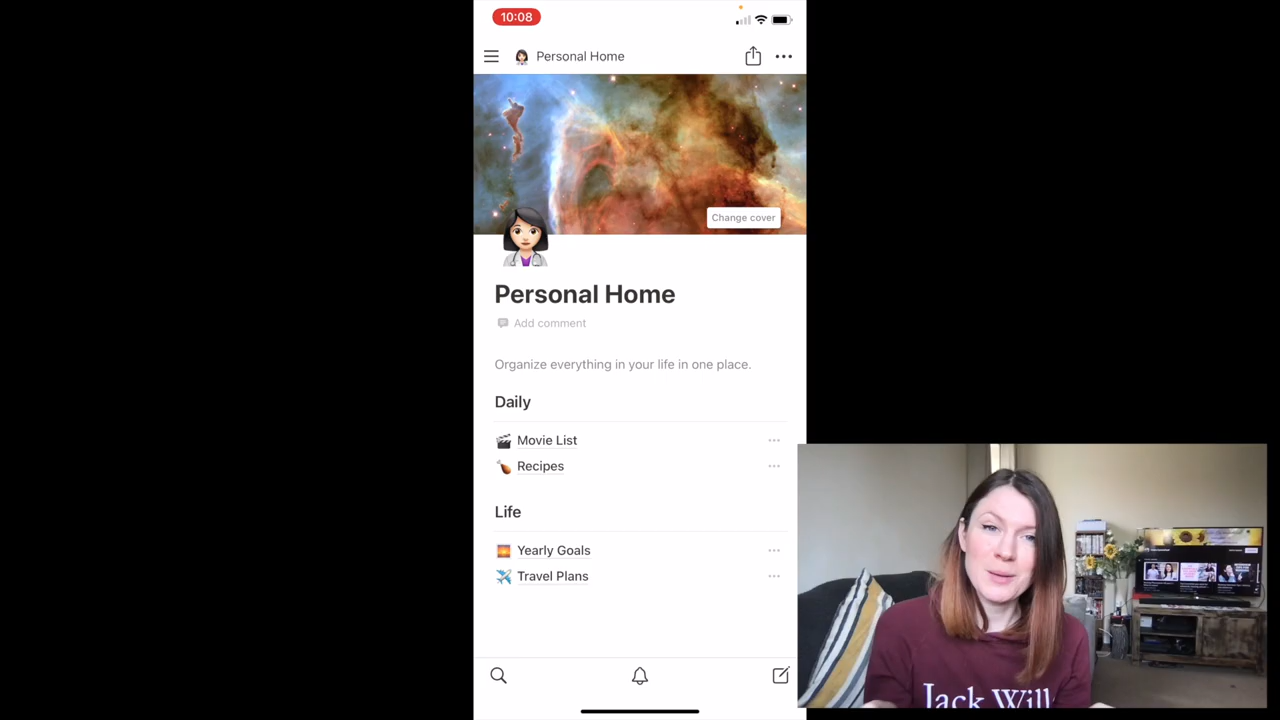 10:08
Personal Home
Change cover
Personal Home
Add comment
Organize everything in your life in one place.
Daily
Movie List
Recipes
Life
Yearly Goals
Travel Plans
Jack Will